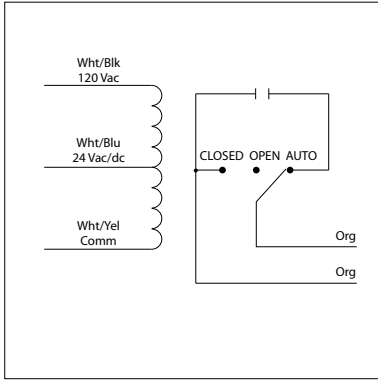 Wht/Blk
120 Vac
Wht/Blu
24 Vac/dc
Wht/Yel
Comm
CLOSED OPEN AUTO
Org
Org